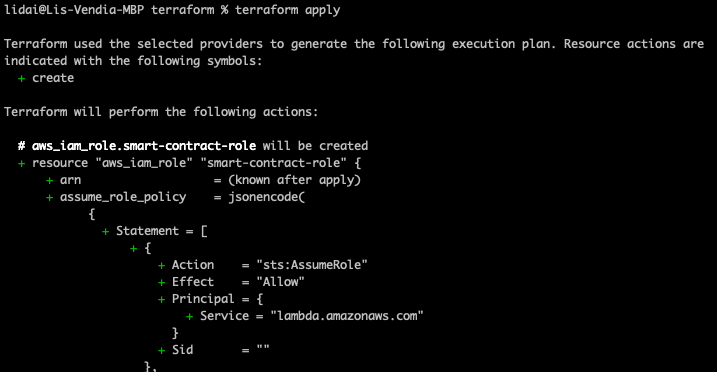 lidai@Lis-Vendia-MBP terraform % terraform apply
Terraform used the selected providers to generate the following execution plan. Resource actions are
indicated with the following symbols:
+ create
Terraform will perform the following actions:
# aws_iam_role.smart-contract-role will be created
+ resource "aws_iam_role" "smart-contract-role" {
+ arn = (known after apply)
+ assume_role_policy = jsonencode(
{
+ Statement = [
+ {
+ Action = "sts:AssumeRole"
+ Effect = "Allow"
+ Principal = {
+ Service = "lambda.amazonaws.com"
}
+ Sid = ""
},